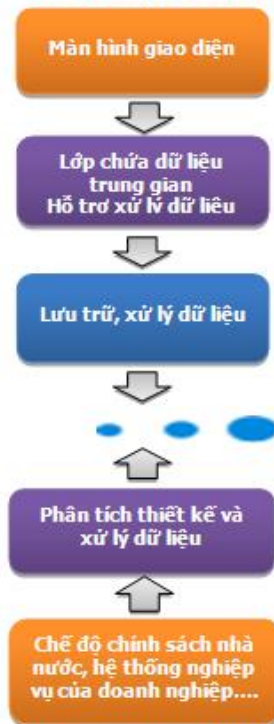 Màn hình giao diện
Lớp chứa dữ liệu
trung gian
Hỗ trơ xử lý dữ liêu
Lưu trữ, xử lý dữ liệu
Phân tích thiết kế và
xử lý dữ liệu
Chế độ chính sách nhà
nước, hệ thống nghiệp
vụ của doanh nghiệp....